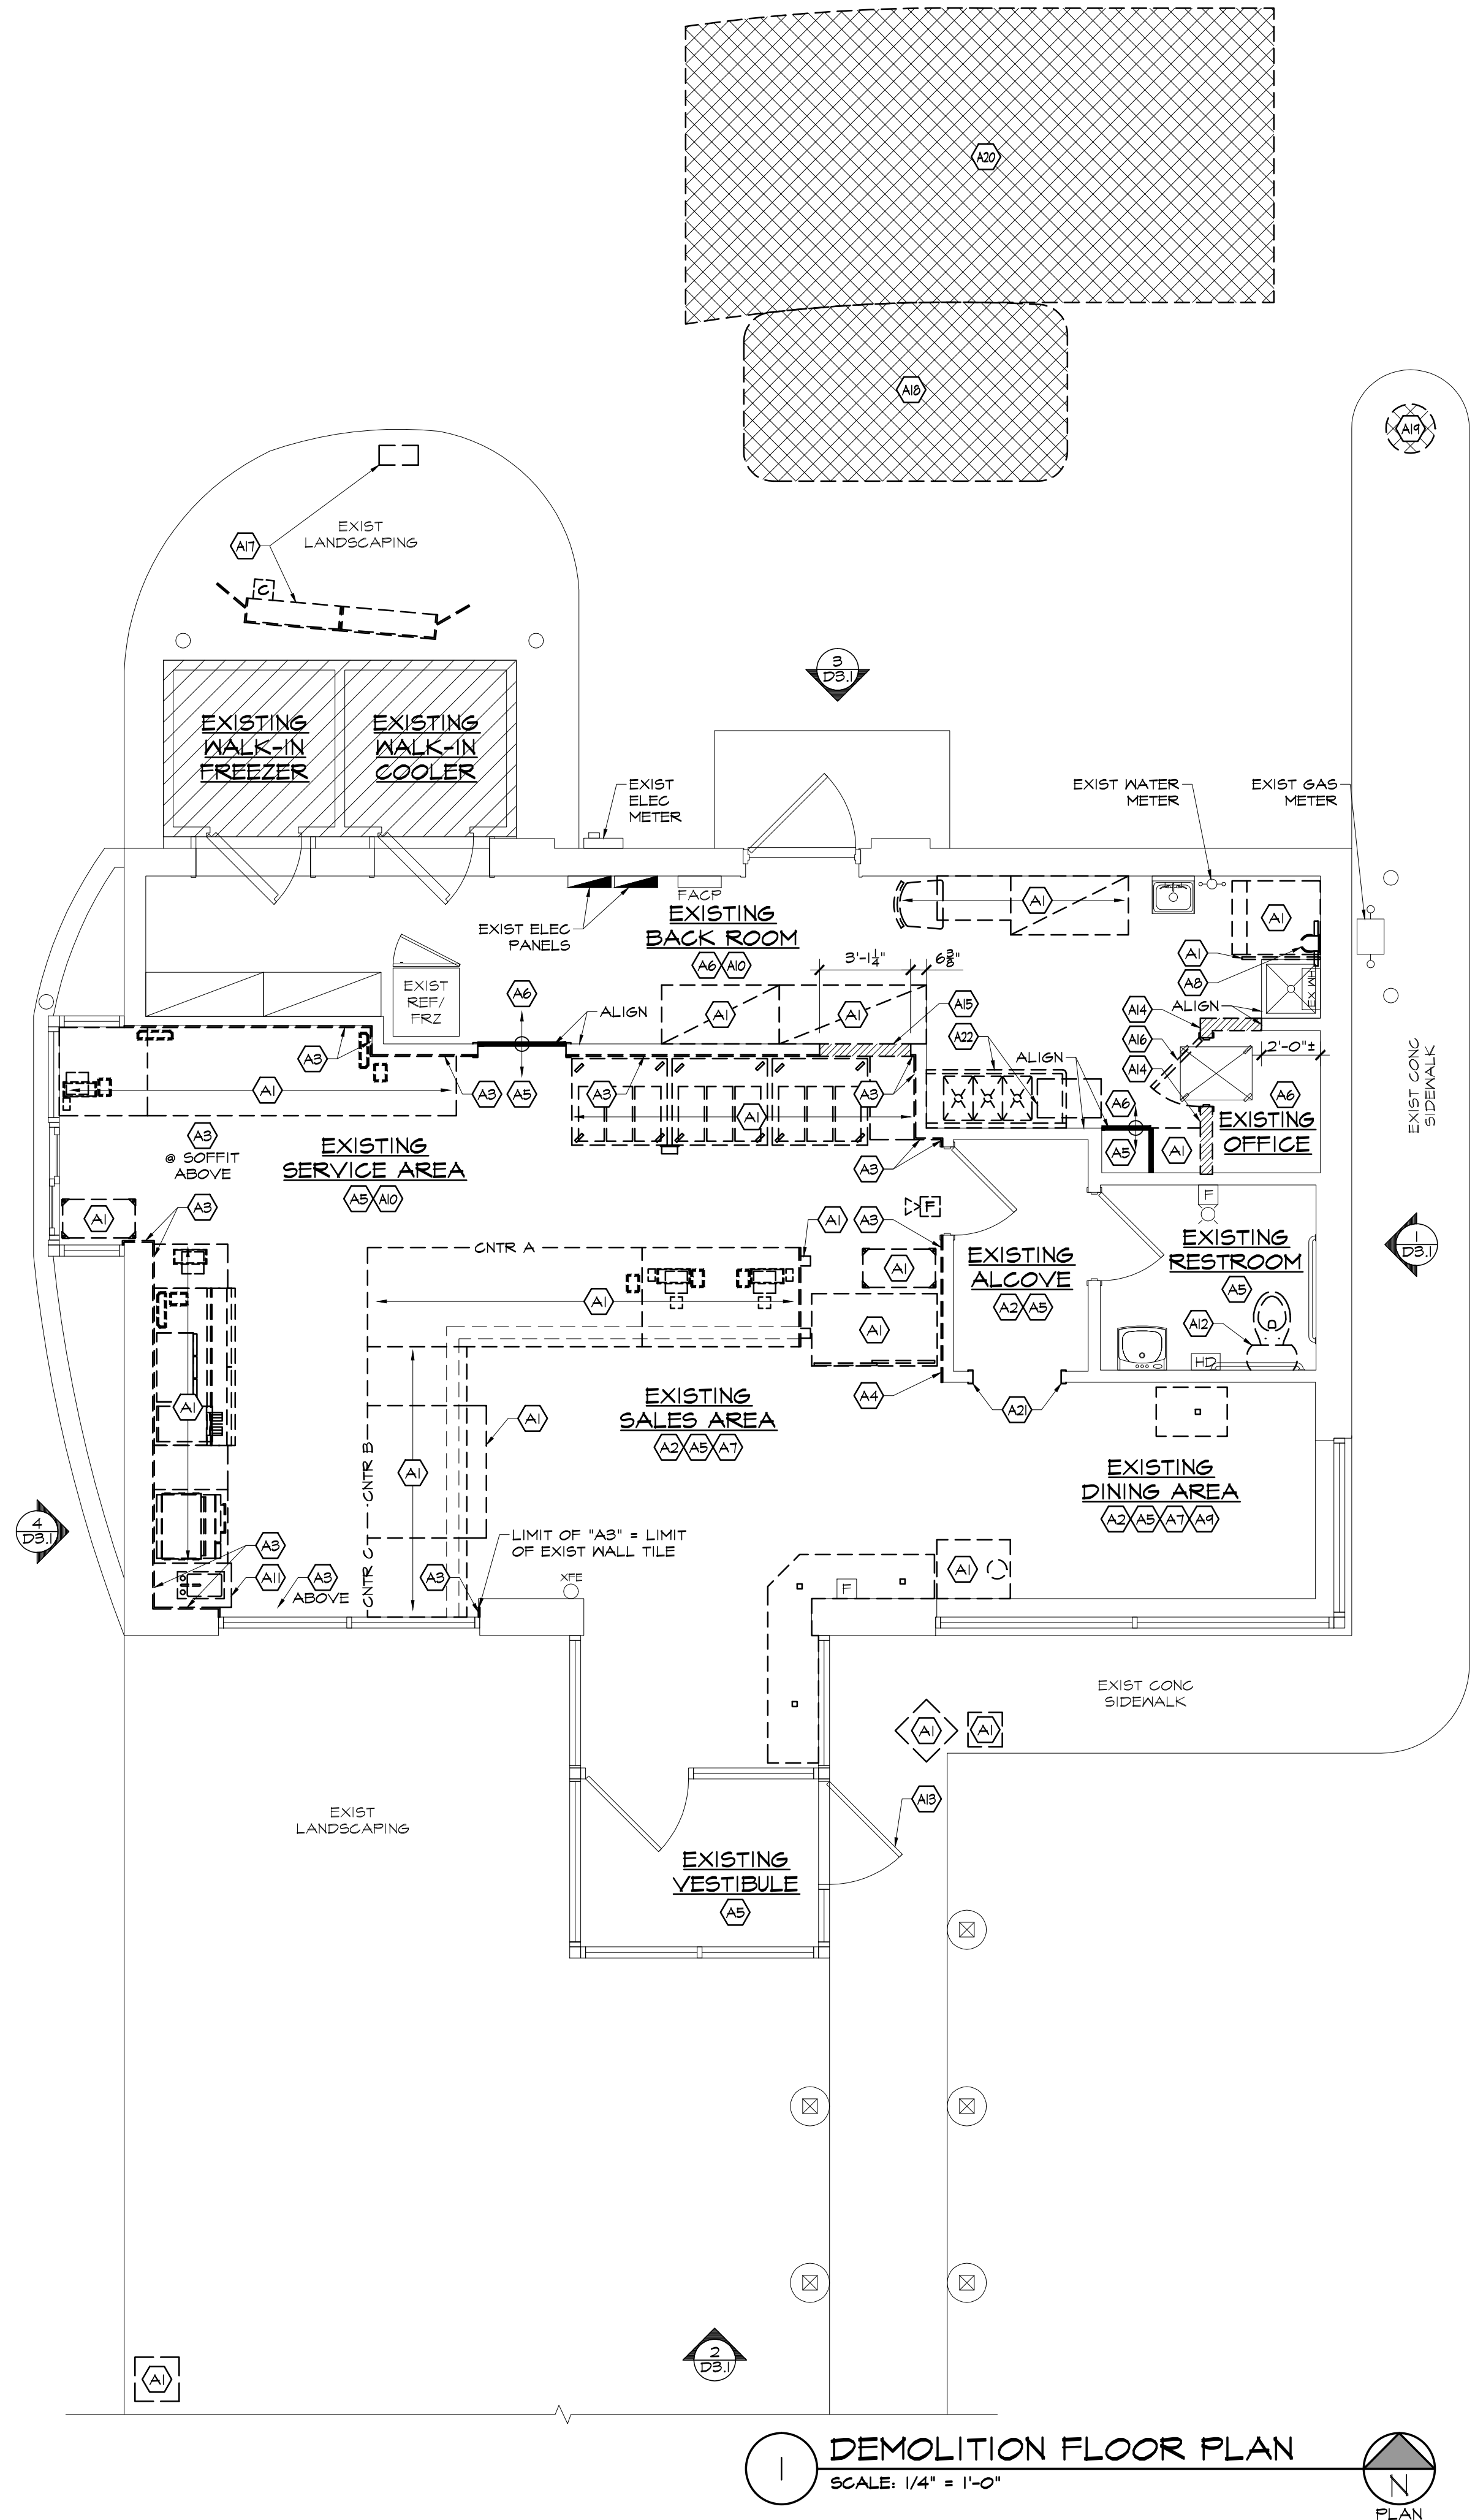 A20
A18
A19
A17
EXIST
LANDSCAPING
C
3
D3.1
EXISTING
WALK-IN
FREEZER
EXISTING
WALK-IN
COOLER
EXIST
ELEC
METER
EXIST WATER
METER
EXIST GAS
METER
FACP
EXISTING
BACK ROOM
A6 A10
EXIST ELEC
PANELS
A1
A1
A1
A8
EX WH
EXIST
REF/
FRZ
3'-1 1/4"
6 3/8"
A6
ALIGN
A1
A1
A15
A22
ALIGN
A14
ALIGN
A16
A14
2'-0"±
A3
A3
A5
A3
A1
A3
A1
A6
A6
EXISTING
OFFICE
A5
A1
EXIST CONC
SIDEWALK
A3
@ SOFFIT
ABOVE
EXISTING
SERVICE AREA
A5 A10
A3
A1
A3
F
A1
A3
F
1
D3.1
CNTR A
A1
A1
A1
EXISTING
ALCOVE
A2 A5
EXISTING
RESTROOM
A5
A12
HD
A4
A21
A1
EXISTING
SALES AREA
A2 A5 A7
A1
A1
CNTR B
CNTR C
EXISTING
DINING AREA
A2 A5 A7 A9
4
D3.1
LIMIT OF "A3" = LIMIT
OF EXIST WALL TILE
A3
A11
A3
ABOVE
A3
XFE
F
A1
EXIST CONC
SIDEWALK
A1
A1
A13
EXIST
LANDSCAPING
EXISTING
VESTIBULE
A5
2
D3.1
A1
1
DEMOLITION FLOOR PLAN
SCALE: 1/4" = 1'-0"
N
PLAN